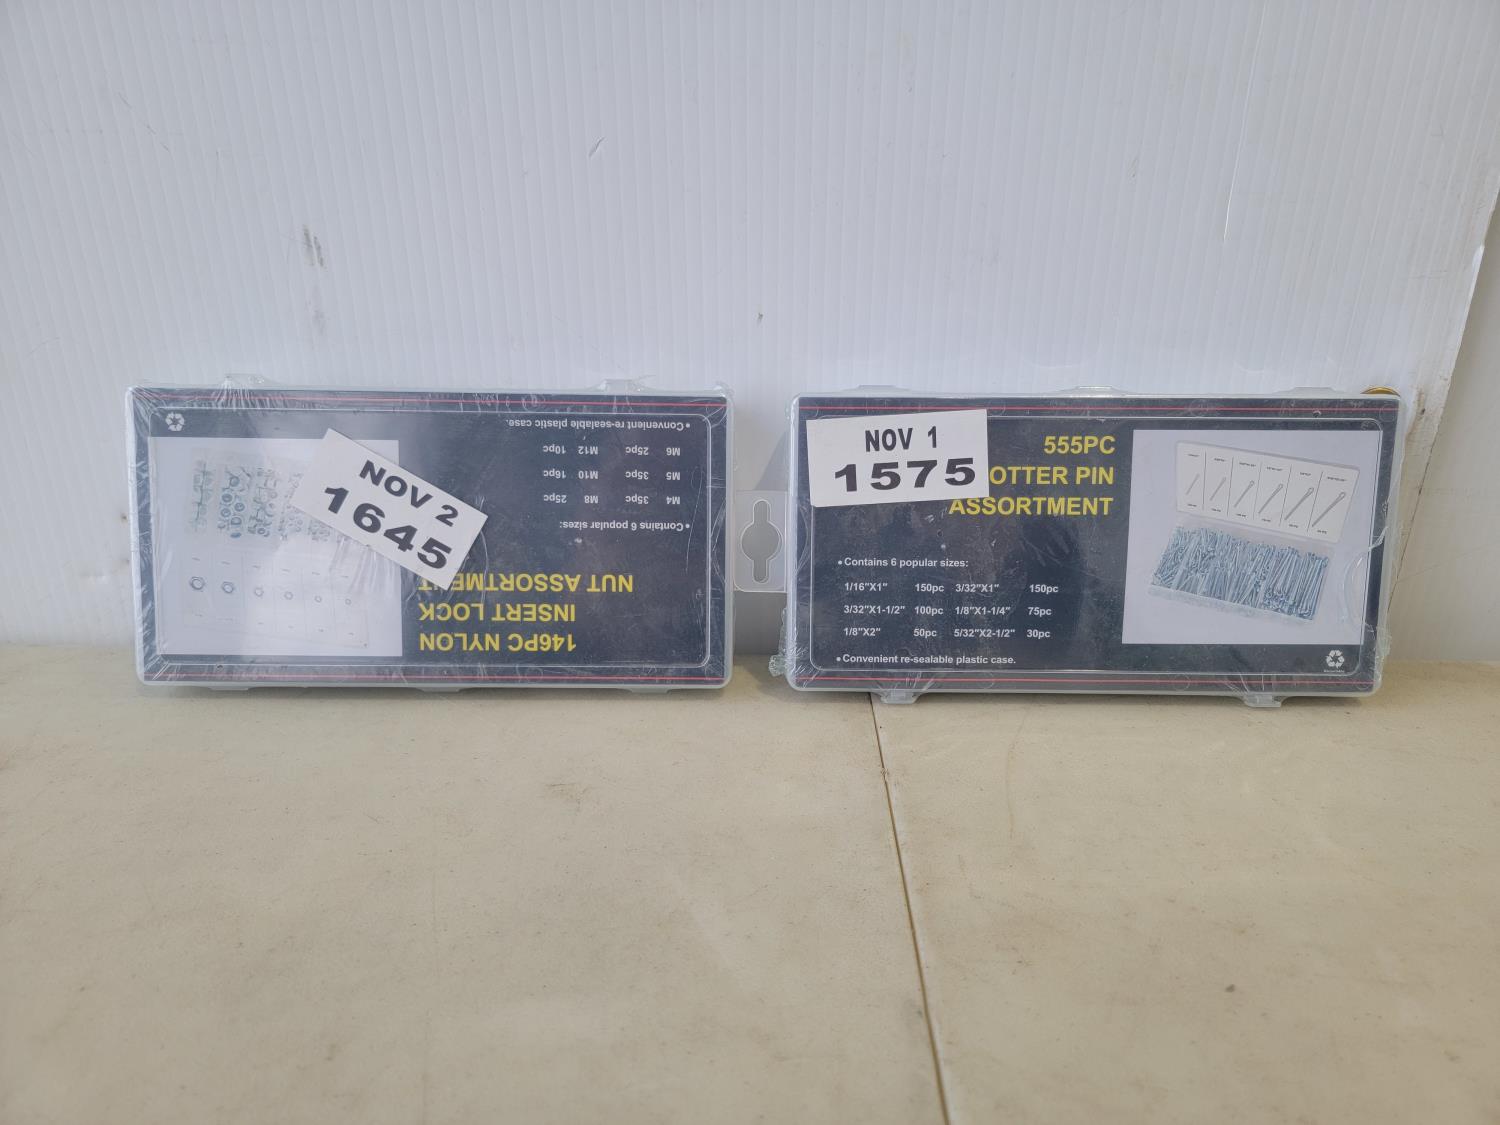 NOV 2
1645
146PC NYLON
INSERT LOCK
NUT ASSORTMENT
• Contains 6 popular sizes:
M4 35pc M8 25pc
M5 35pc M10 16pc
M6 25pc M12 10pc
• Convenient re-sealable plastic case.
NOV 1
1575
555PC
OTTER PIN
ASSORTMENT
• Contains 6 popular sizes:
1/16"X1" 150pc 3/32"X1" 150pc
3/32"X1-1/2" 100pc 1/8"X1-1/4" 75pc
1/8"X2" 50pc 5/32"X2-1/2" 30pc
• Convenient re-sealable plastic case.